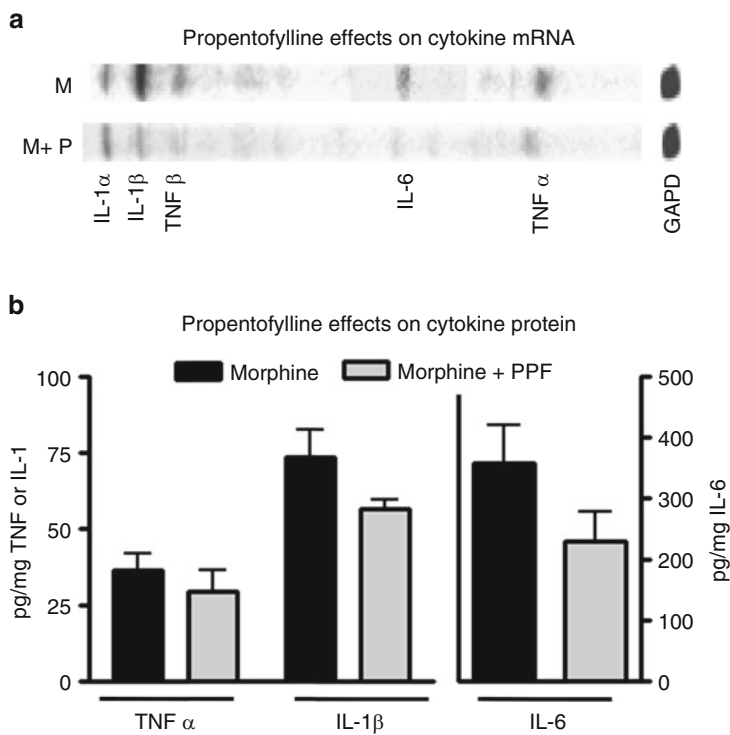 a
Propentofylline effects on cytokine mRNA
M
M+ P
IL-1α
IL-1β
TNF β
IL-6
TNF α
GAPD
b
Propentofylline effects on cytokine protein
Morphine
Morphine + PPF
100
75
50
25
0
pg/mg TNF or IL-1
500
400
300
200
100
0
pg/mg IL-6
TNF α
IL-1β
IL-6